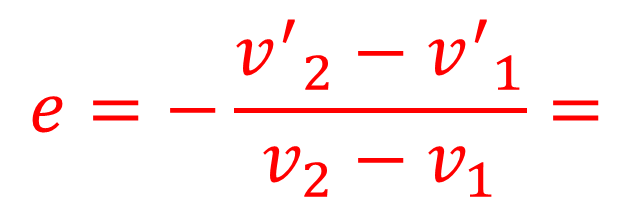 e = − (v′₂ − v′₁) / (v₂ − v₁) =